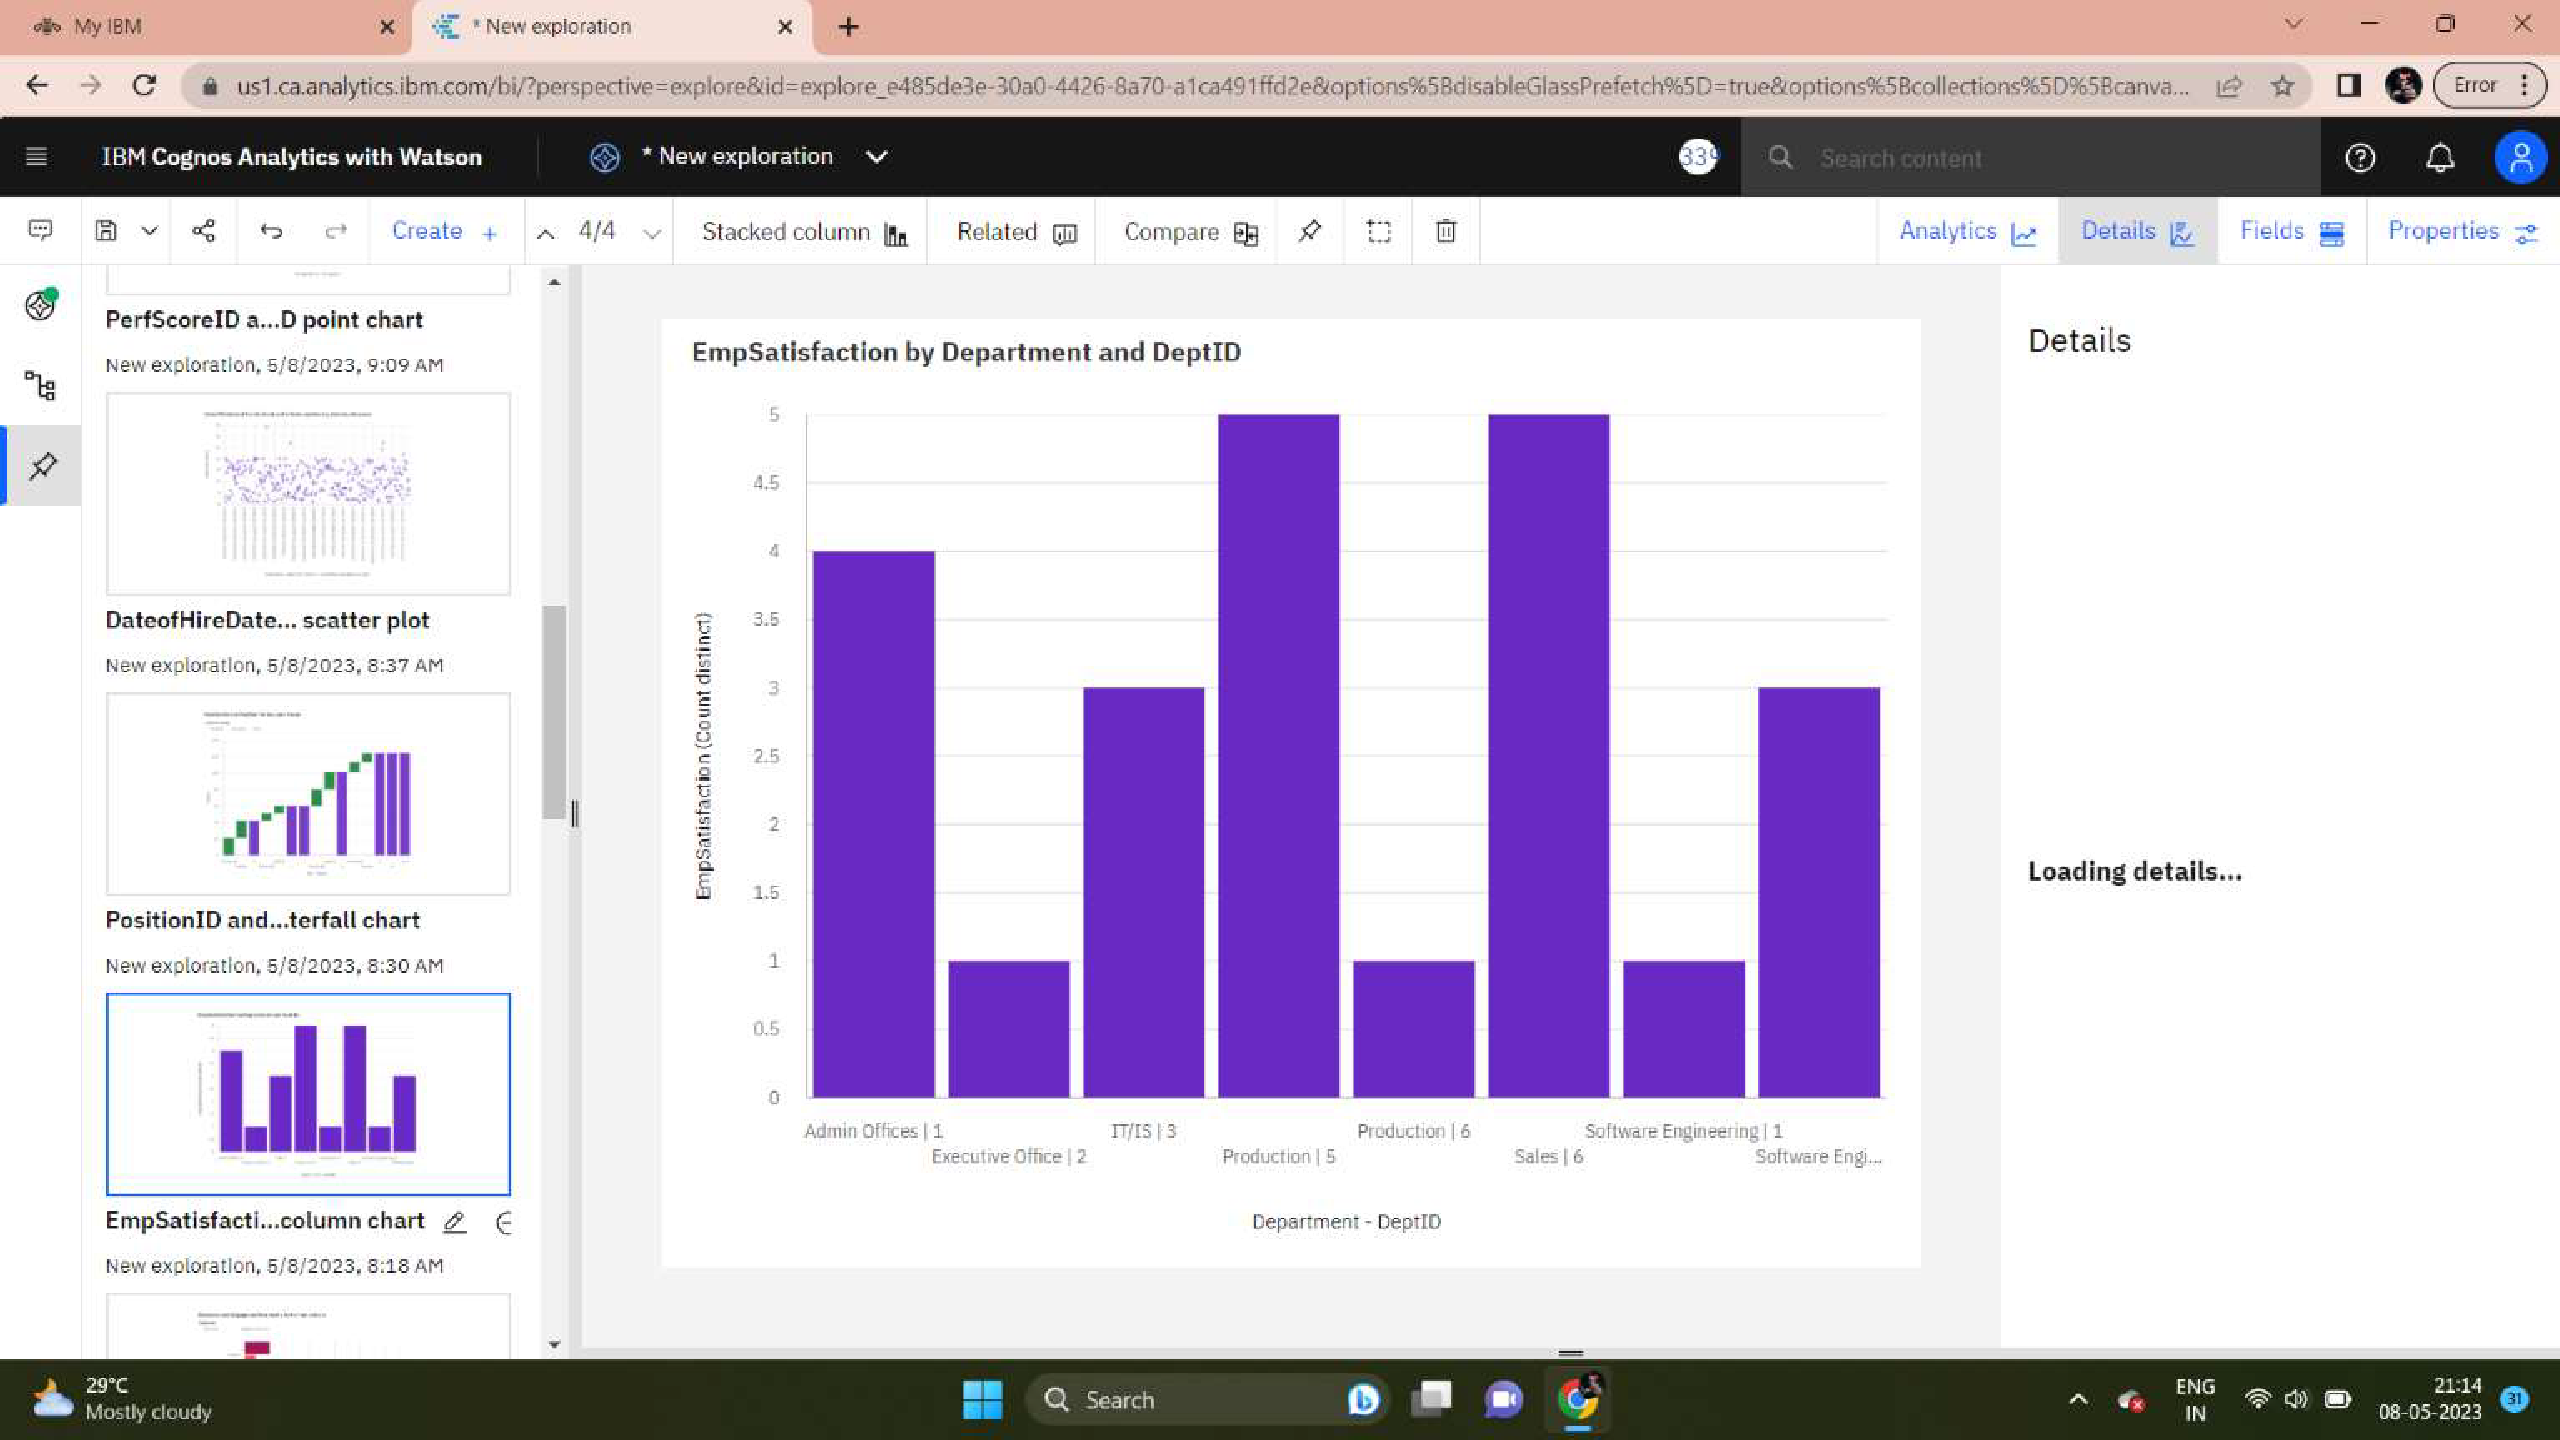 My IBM
* New exploration
us1.ca.analytics.ibm.com/bi/?perspective=explore&id=explore_e485de3e-30a0-4426-8a70-a1ca491ffd2e&options%5BdisableGlassPrefetch%5D=true&options%5Bcollections%5D%5Bcanva...
Error
IBM Cognos Analytics with Watson
* New exploration
Search content
Create +
4/4
Stacked column
Related
Compare
Analytics
Details
Fields
Properties
PerfScoreID a...D point chart
New exploration, 5/8/2023, 9:09 AM
DateofHireDate... scatter plot
New exploration, 5/8/2023, 8:37 AM
PositionID and...terfall chart
New exploration, 5/8/2023, 8:30 AM
EmpSatisfacti...column chart
New exploration, 5/8/2023, 8:18 AM
EmpSatisfaction by Department and DeptID
EmpSatisfaction (Count distinct)
5
4.5
4
3.5
3
2.5
2
1.5
1
0.5
0
Admin Offices | 1
Executive Office | 2
IT/IS | 3
Production | 5
Production | 6
Sales | 6
Software Engineering | 1
Software Engi...
Department - DeptID
Details
Loading details...
29°C
Mostly cloudy
Search
ENG
IN
21:14
08-05-2023
31